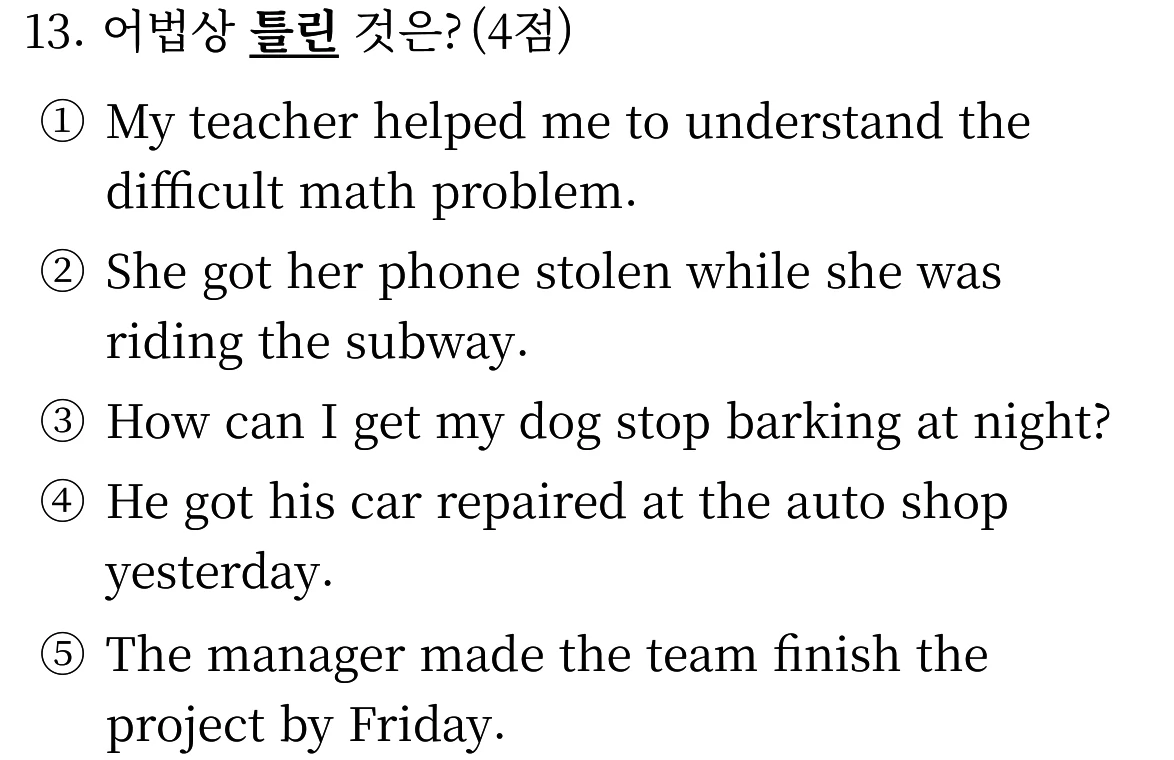 13. 어법상 틀린 것은? (4점)
① My teacher helped me to understand the
difficult math problem.
② She got her phone stolen while she was
riding the subway.
③ How can I get my dog stop barking at night?
④ He got his car repaired at the auto shop
yesterday.
⑤ The manager made the team finish the
project by Friday.